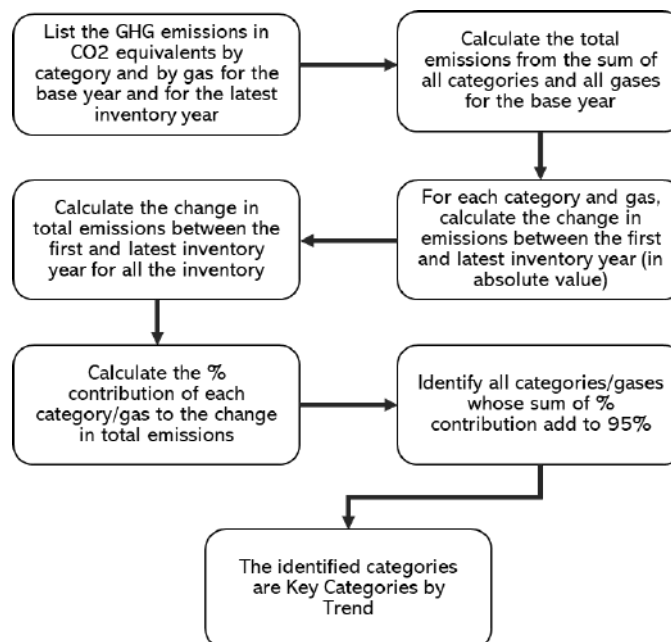 List the GHG emissions in
CO2 equivalents by
category and by gas for the
base year and for the latest
inventory year
Calculate the total
emissions from the sum of
all categories and all gases
for the base year
For each category and gas,
calculate the change in
emissions between the first
and latest inventory year (in
absolute value)
Calculate the change in
total emissions between the
first and latest inventory
year for all the inventory
Calculate the %
contribution of each
category/gas to the change
in total emissions
Identify all categories/gases
whose sum of %
contribution add to 95%
The identified categories
are Key Categories by
Trend